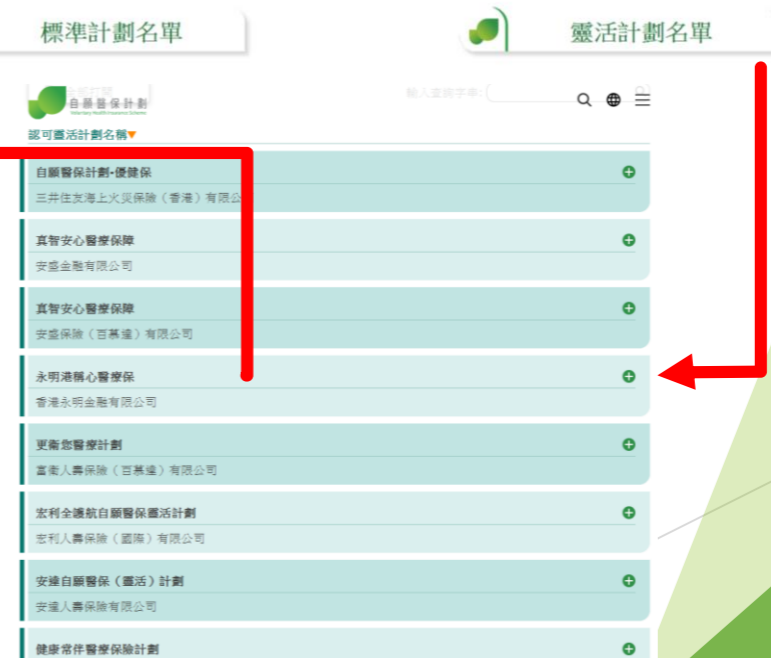 標準計劃名單
靈活計劃名單
輸入查詢字串:
自願醫保計劃
Voluntary Health Insurance Scheme
認可靈活計劃名稱▼
自願醫保計劃-優健保
三井住友海上火災保險（香港）有限公
真智安心醫療保障
安盛金融有限公司
真智安心醫療保障
安盛保險（百慕達）有限公司
永明港稱心醫療保
香港永明金融有限公司
更衛您醫療計劃
富衛人壽保險（百慕達）有限公司
宏利全護航自願醫保靈活計劃
宏利人壽保險（國際）有限公司
安達自願醫保（靈活）計劃
安達人壽保險有限公司
健康常伴醫療保險計劃